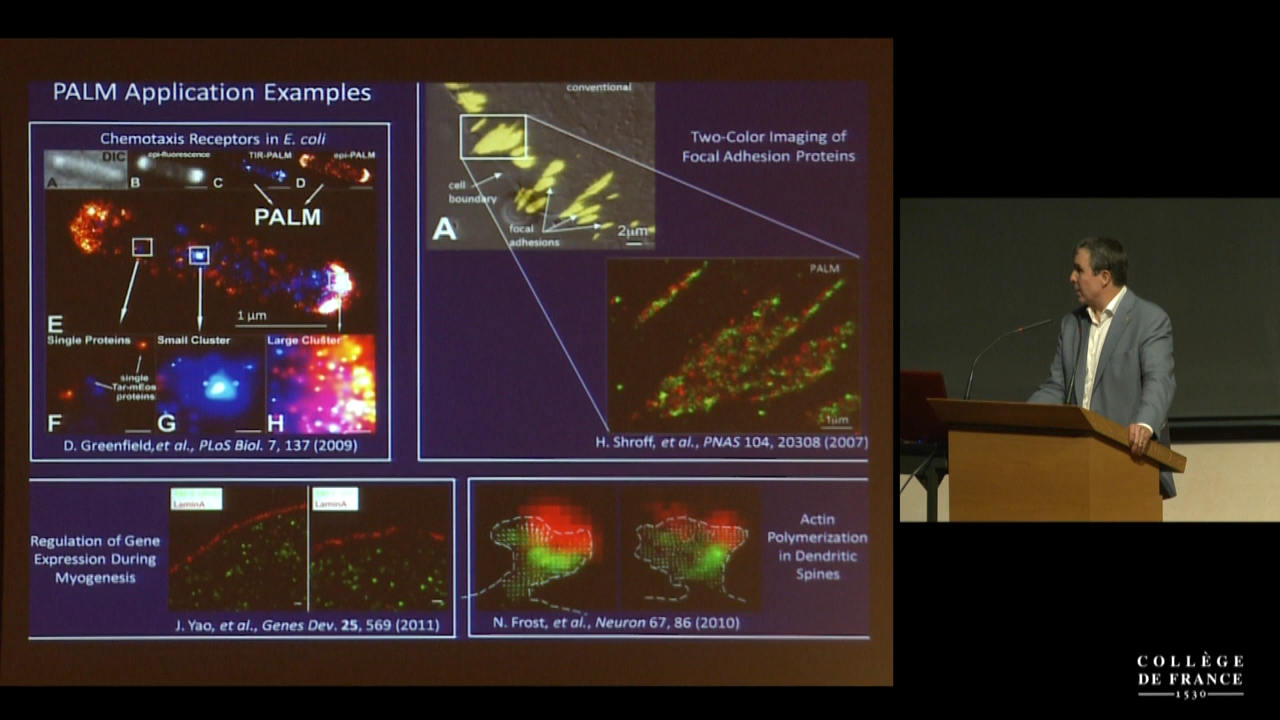 PALM Application Examples
Chemotaxis Receptors in E. coli
DIC
epi-fluorescence
TIR-PALM
epi-PALM
A
B
C
D
PALM
E
1 μm
Single Proteins
Small Cluster
Large Cluster
single
Tar-mEos
proteins
F
G
H
D. Greenfield,et al., PLoS Biol. 7, 137 (2009)
conventional
cell
boundary
focal
adhesions
A
2μm
Two-Color Imaging of
Focal Adhesion Proteins
PALM
1μm
H. Shroff, et al., PNAS 104, 20308 (2007)
Regulation of Gene
Expression During
Myogenesis
LaminA
LaminA
J. Yao, et al., Genes Dev. 25, 569 (2011)
Actin
Polymerization
in Dendritic
Spines
N. Frost, et al., Neuron 67, 86 (2010)
COLLÈGE
DE FRANCE
1530